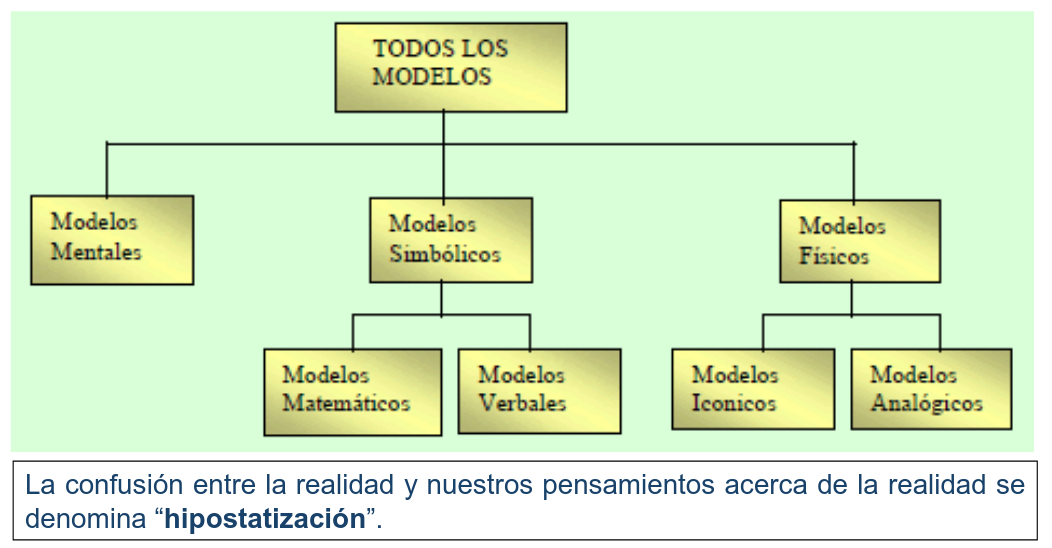 TODOS LOS
MODELOS
Modelos
Mentales
Modelos
Simbólicos
Modelos
Físicos
Modelos
Matemáticos
Modelos
Verbales
Modelos
Iconicos
Modelos
Analógicos
La confusión entre la realidad y nuestros pensamientos acerca de la realidad se
denomina “hipostatización”.